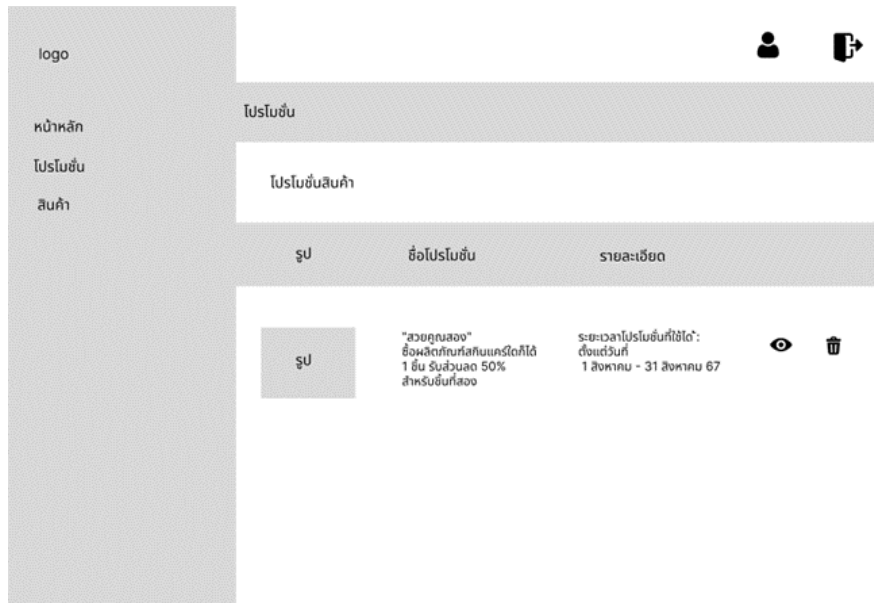 logo
หน้าหลัก
โปรโมชั่น
สินค้า
โปรโมชั่น
โปรโมชั่นสินค้า
รูป
ชื่อโปรโมชั่น
รายละเอียด
รูป
"สวยคูณสอง"
ซื้อผลิตภัณฑ์สกินแคร์ใดก็ได้
1 ชิ้น รับส่วนลด 50%
สำหรับชิ้นที่สอง
ระยะเวลาโปรโมชั่นที่ใช้ได้ :
ตั้งแต่วันที่
1 สิงหาคม - 31 สิงหาคม 67